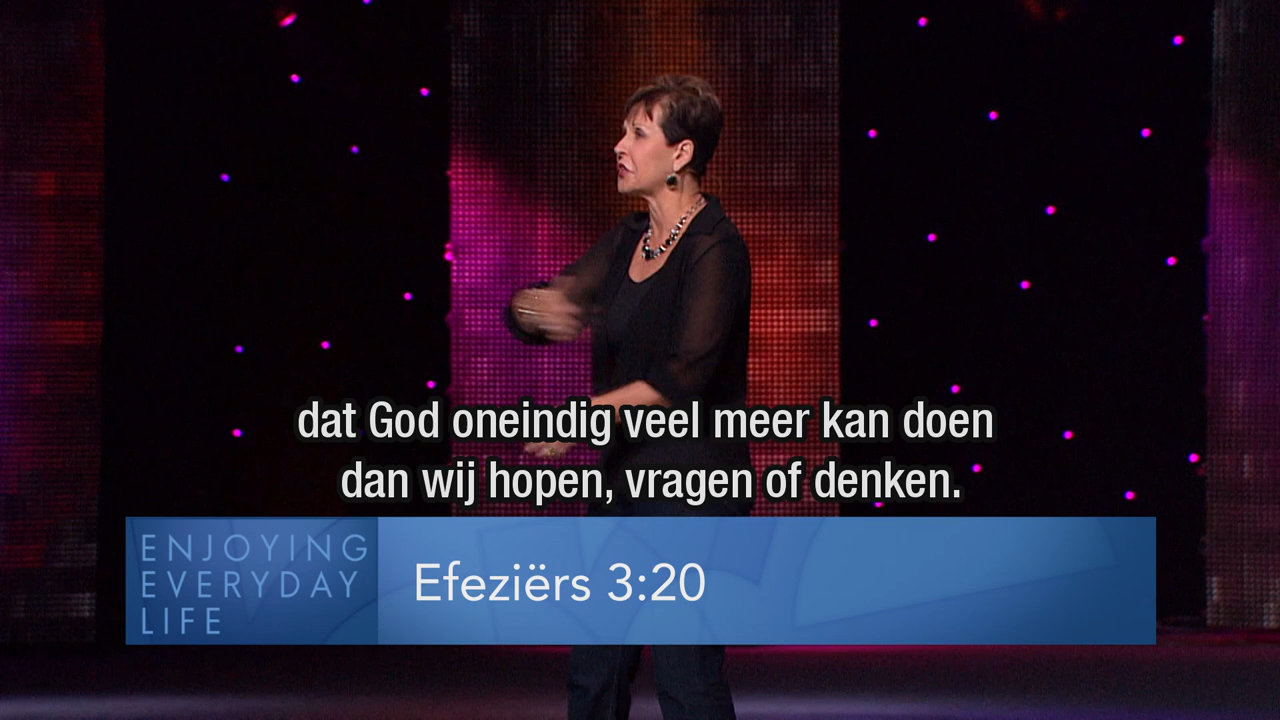 dat God oneindig veel meer kan doen
dan wij hopen, vragen of denken.
ENJOYING
EVERYDAY
LIFE
Efeziërs 3:20